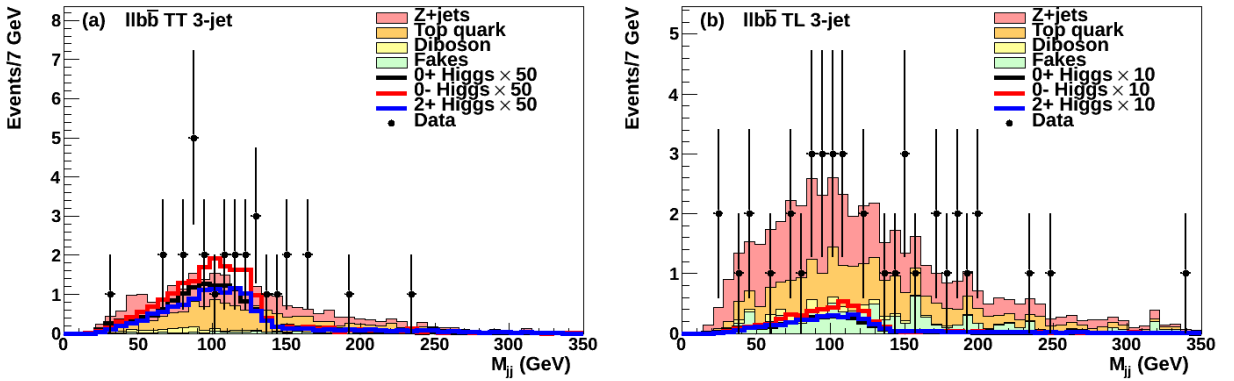 (a) llbb̅ TT 3-jet
Events/7 GeV
8
7
6
5
4
3
2
1
0
0 50 100 150 200 250 300 350
M_jj (GeV)
Z+jets
Top quark
Diboson
Fakes
0+ Higgs × 50
0- Higgs × 50
2+ Higgs × 50
Data
(b) llbb̅ TL 3-jet
Events/7 GeV
5
4
3
2
1
0
0 50 100 150 200 250 300 350
M_jj (GeV)
Z+jets
Top quark
Diboson
Fakes
0+ Higgs × 10
0- Higgs × 10
2+ Higgs × 10
Data